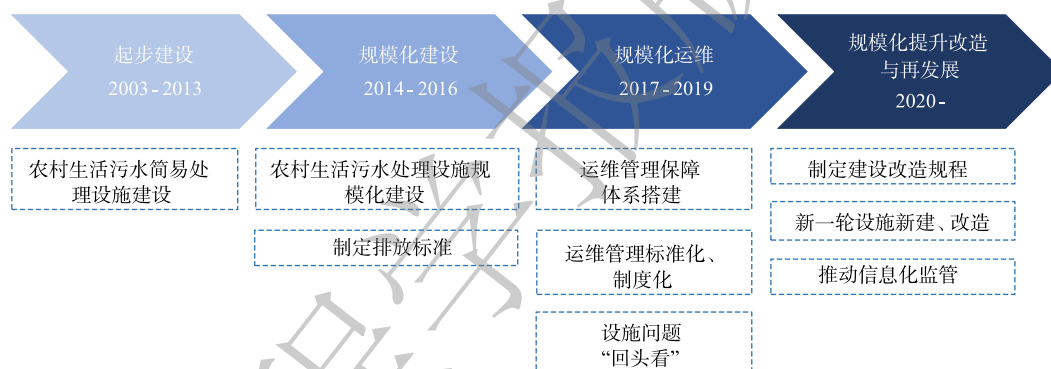 起步建设
2003-2013
规模化建设
2014-2016
规模化运维
2017-2019
规模化提升改造
与再发展
2020-
农村生活污水简易处
理设施建设
农村生活污水处理设施规
模化建设
制定排放标准
运维管理保障
体系搭建
运维管理标准化、
制度化
设施问题
“回头看”
制定建设改造规程
新一轮设施新建、改造
推动信息化监管